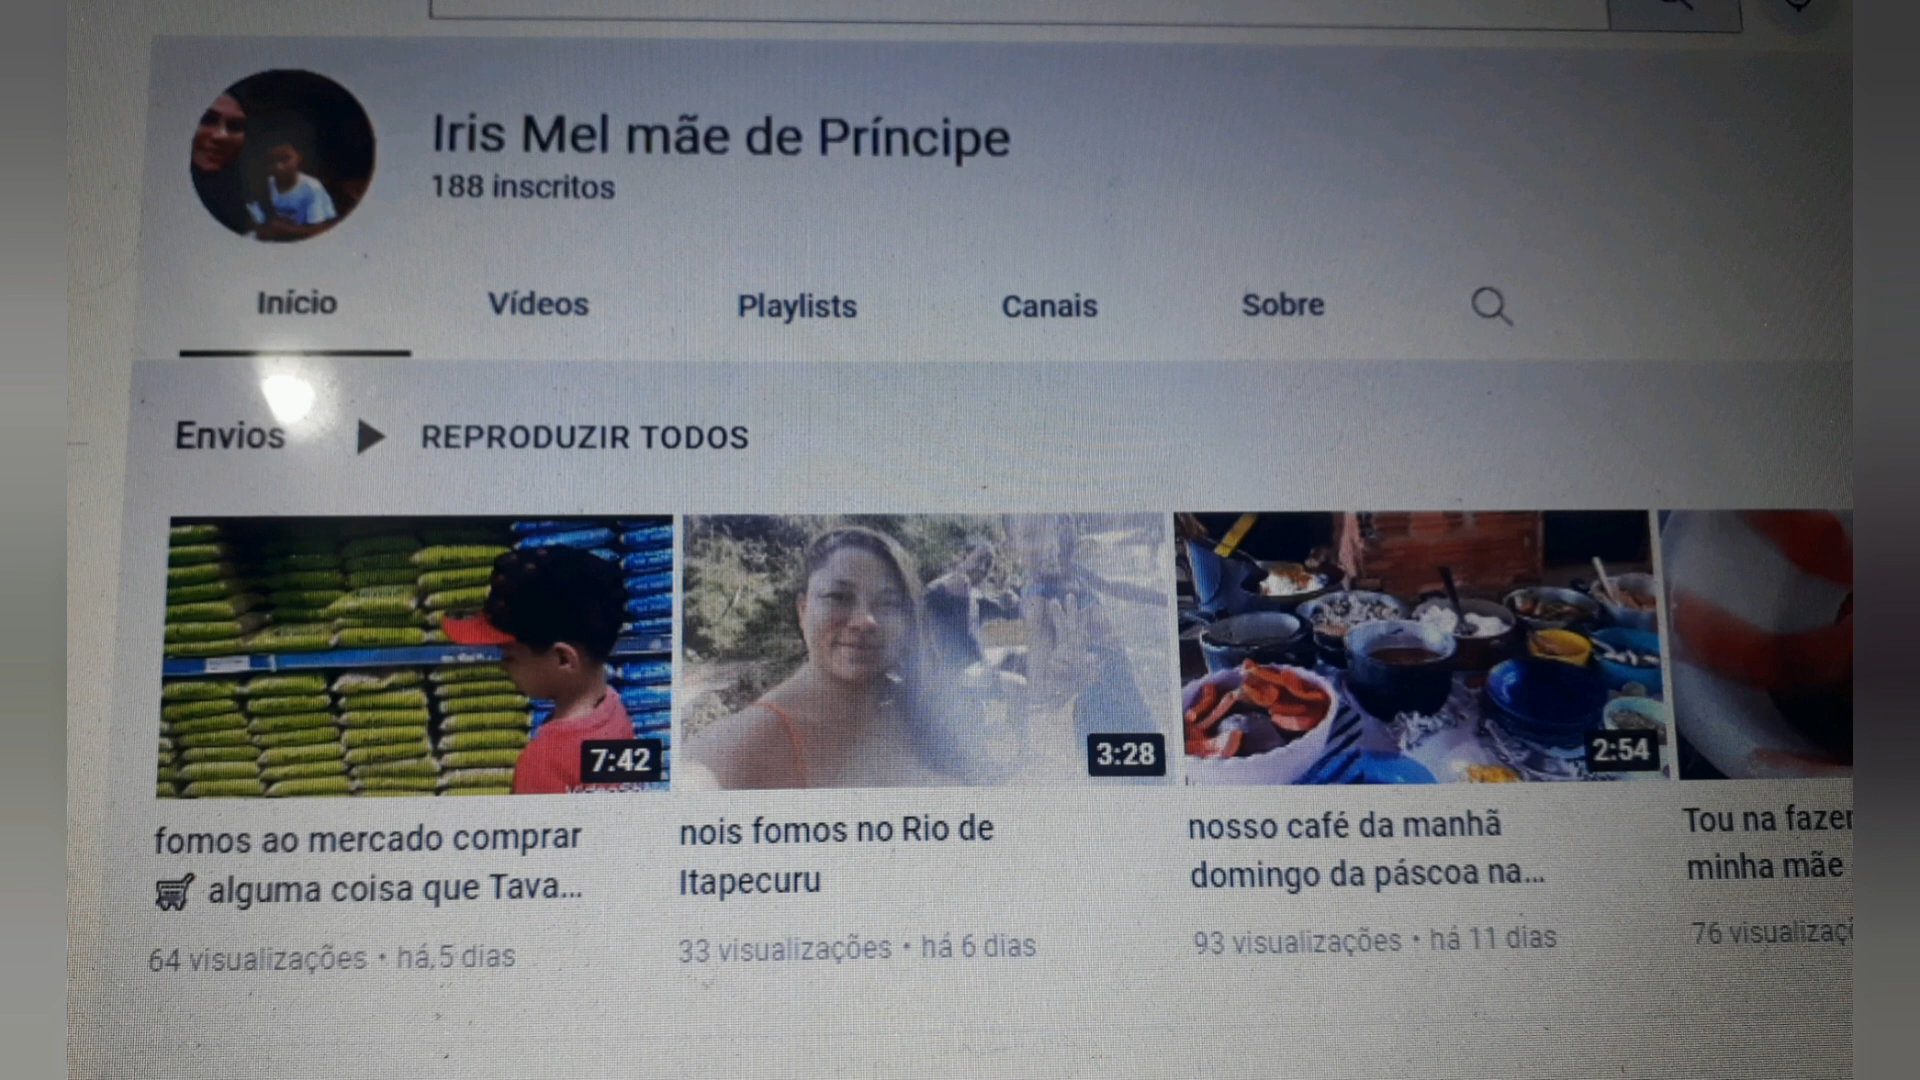 Iris Mel mãe de Príncipe
188 inscritos
Início Vídeos Playlists Canais Sobre
Envios REPRODUZIR TODOS
7:42
3:28
2:54
fomos ao mercado comprar
alguma coisa que Tava...
64 visualizações • há 5 dias
nois fomos no Rio de
Itapecuru
33 visualizações • há 6 dias
nosso café da manhã
domingo da páscoa na...
93 visualizações • há 11 dias
Tou na
minha mãe
76